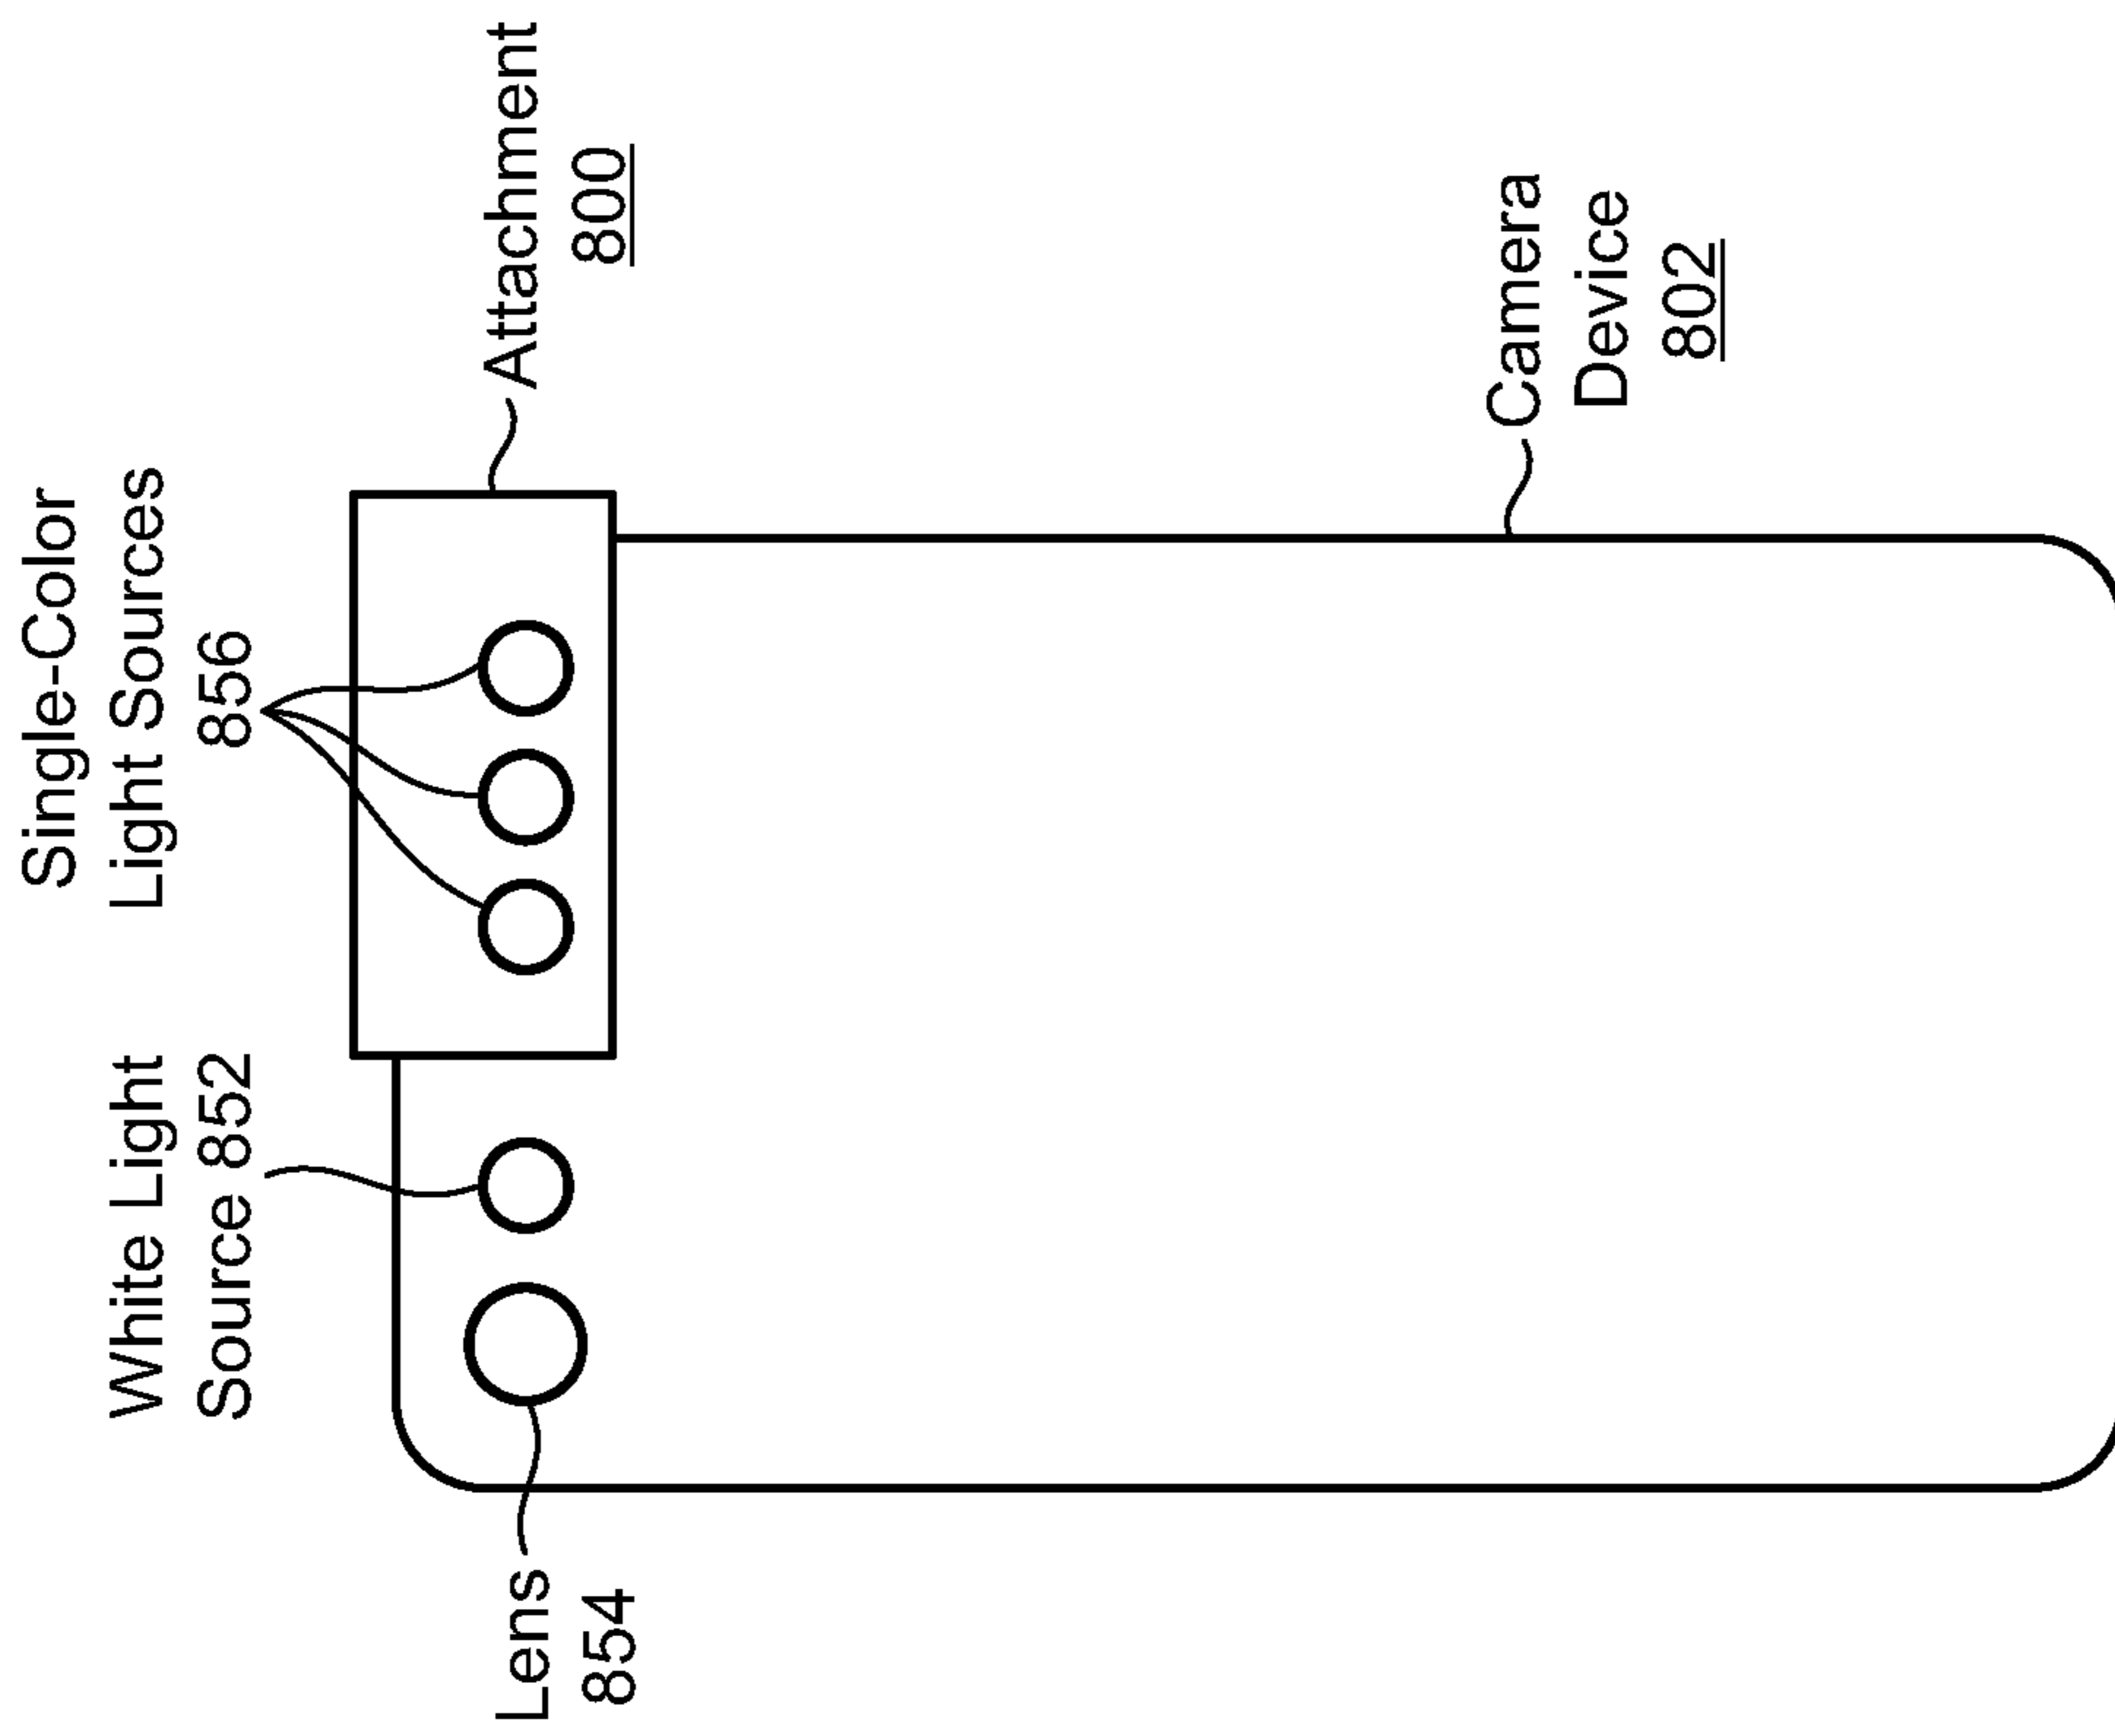 Single-Color
Light Sources
856
White Light
Source 852
Lens
854
Attachment
800
Camera
Device
802